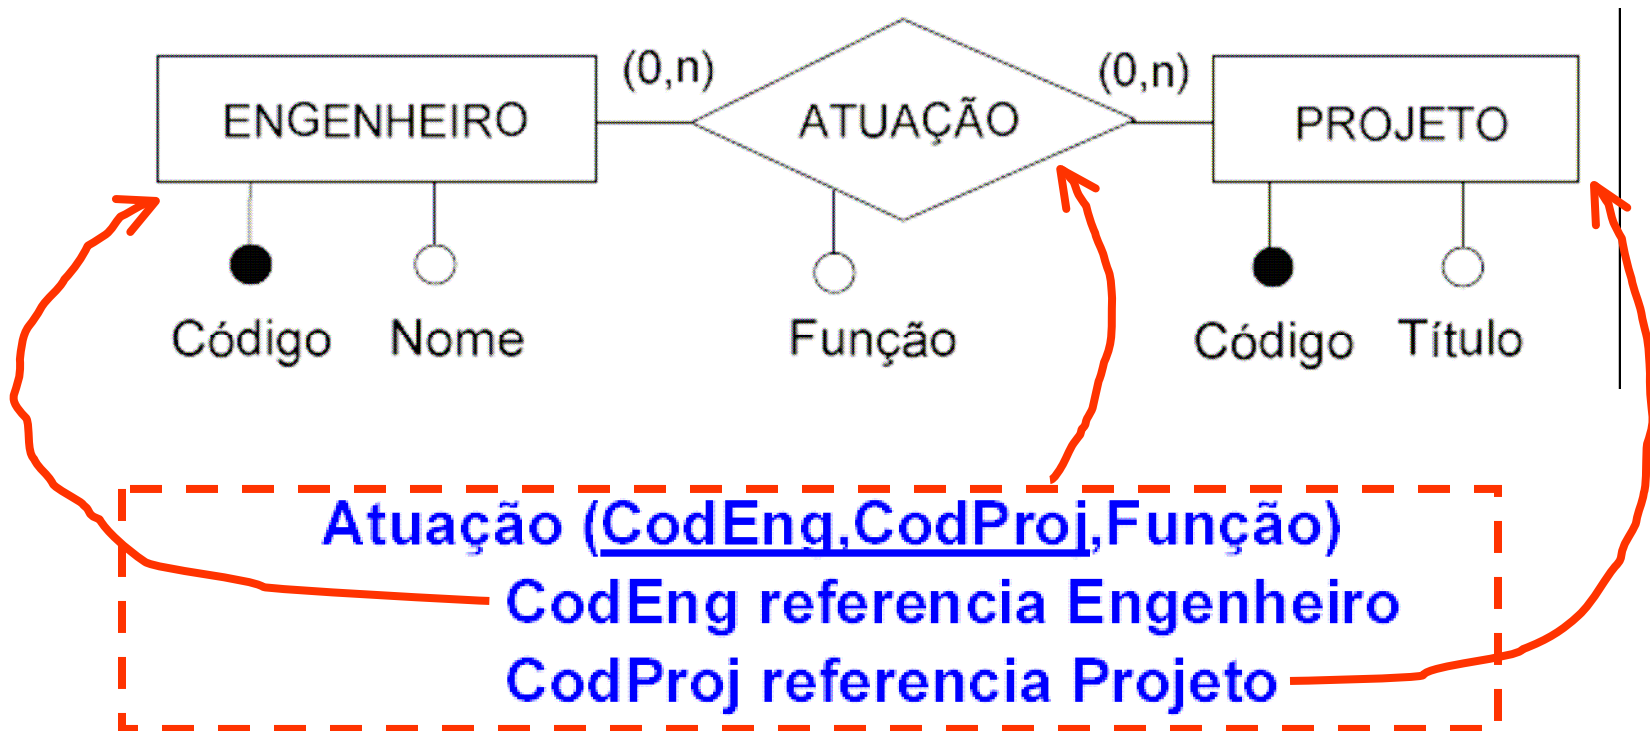 (0,n) (0,n)
ENGENHEIRO ATUAÇÃO PROJETO
Código Nome Função Código Título
Atuação (CodEng,CodProj,Função)
CodEng referencia Engenheiro
CodProj referencia Projeto